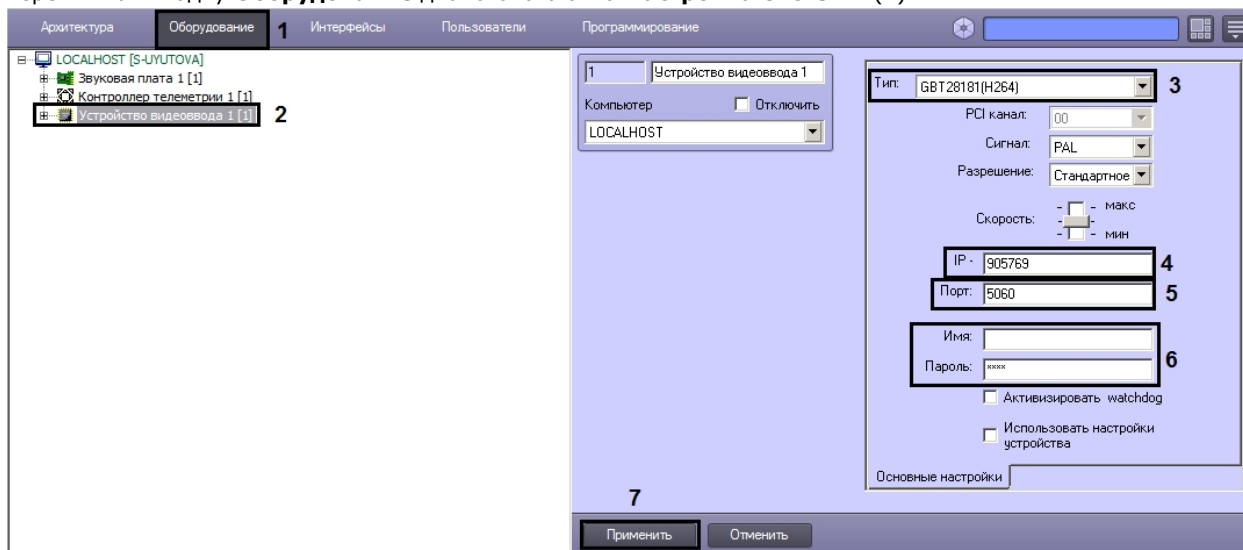 Оборудование
Архитектура Оборудование 1 Интерфейсы Пользователи Программирование
LOCALHOST [S-UYUTOVA]
Звуковая плата 1 [1]
Контроллер телеметрии 1 [1]
Устройство видеоввода 1 [1] 2
1 Устройство видеоввода 1
Компьютер Отключить
LOCALHOST
Тип: GBT28181(H264) 3
PCI канал: 00
Сигнал: PAL
Разрешение: Стандартное
- - макс
Скорость: - -
- - мин
IP - 905769 4
Порт: 5060 5
Имя:
Пароль: ×××× 6
Активизировать watchdog
Использовать настройки
устройства
Основные настройки
7
Применить Отменить